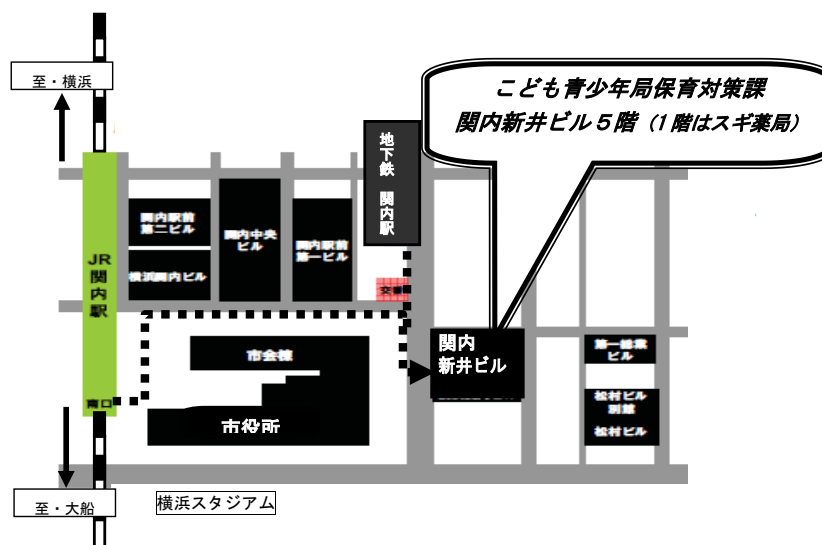 至・横浜
こども青少年局保育対策課
関内新井ビル５階（1階はスギ薬局）
地下鉄 関内駅
関内駅前
第二ビル
関内中央
ビル
関内駅前
第一ビル
横浜関内ビル
JR
関内駅
交番
市会棟
関内
新井ビル
第一総業
ビル
南口
市役所
松村ビル
別館
松村ビル
至・大船
横浜スタジアム